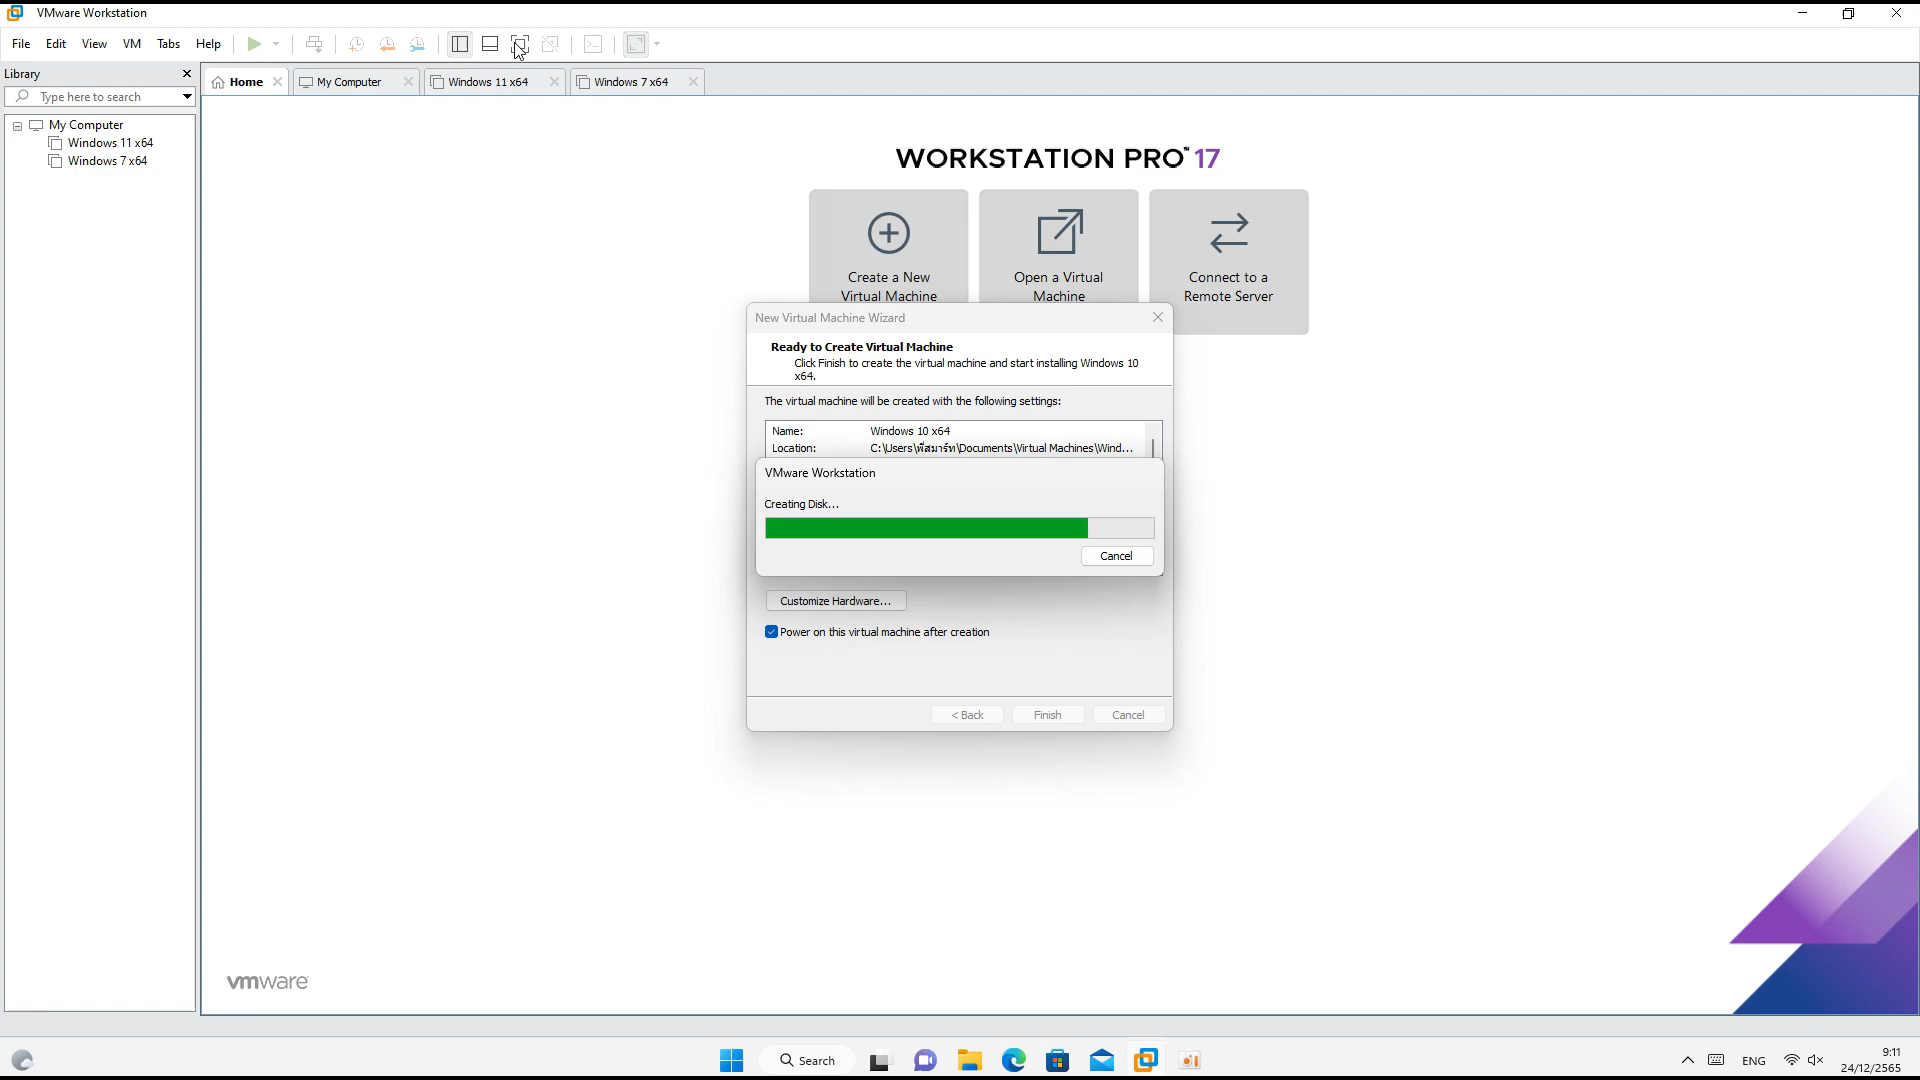 VMware Workstation
File Edit View VM Tabs Help
Library
Type here to search
My Computer
Windows 11 x64
Windows 7 x64
Home
My Computer
Windows 11 x64
Windows 7 x64
WORKSTATION PRO™ 17
Create a New
Virtual Machine
Open a Virtual
Machine
Connect to a
Remote Server
New Virtual Machine Wizard
Ready to Create Virtual Machine
Click Finish to create the virtual machine and start installing Windows 10
x64.
The virtual machine will be created with the following settings:
Name: Windows 10 x64
Location: C:\Users\พี่สมาร์ท\Documents\Virtual Machines\Wind...
VMware Workstation
Creating Disk...
Cancel
Customize Hardware...
Power on this virtual machine after creation
< Back Finish Cancel
vmware
Search
ENG
9:11
24/12/2565